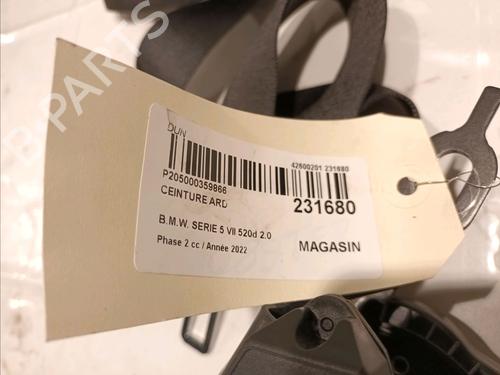 B-PARTS
DUN
42600201 231680
P205000359866
CEINTURE ARD
231680
B.M.W. SERIE 5 VII 520d 2.0
Phase 2 cc / Année 2022
MAGASIN